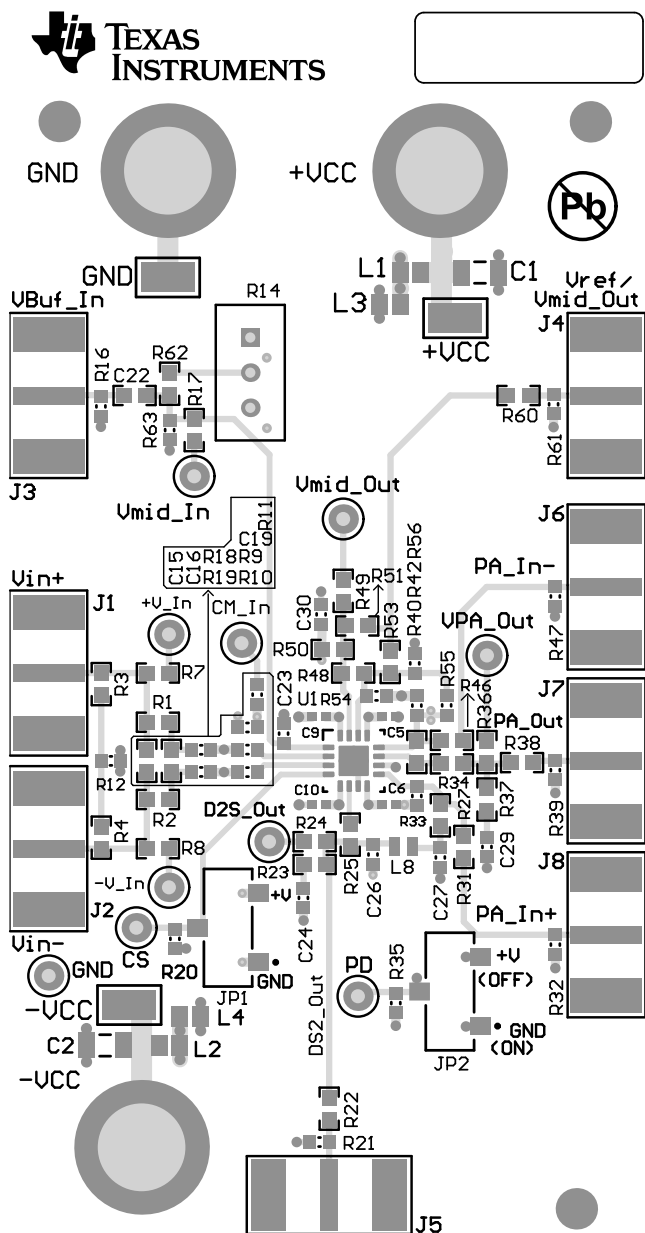 TEXAS
INSTRUMENTS
GND
+VCC
Pb
GND
L1
C1
L3
+VCC
VBuf_In
R14
Vref/
Vmid_Out
J4
R16
C22
R62
R17
R63
R60
R61
J3
Vmid_In
Vmid_Out
R11
C19
C15
C16
R18
R9
R19
R10
J6
PA_In-
R47
Vin+
J1
+V_In
CM_In
C30
R49
R51
R53
R40
R42
R56
VPA_Out
R50
R48
R3
R7
R1
C23
U1
R54
R55
R46
R36
J7
PA_Out
C9
C5
R38
R12
R34
R39
C10
C6
R33
R27
R37
R2
R4
R8
D2S_Out
R24
R23
R25
C26
L8
C27
R31
C29
J8
-V_In
J2
Vin-
CS
R20
+V
GND
JP1
C24
DS2_Out
PD
R35
PA_In+
+V
(OFF)
R32
GND
(ON)
JP2
GND
-VCC
L4
C2
L2
-VCC
R22
R21
J5